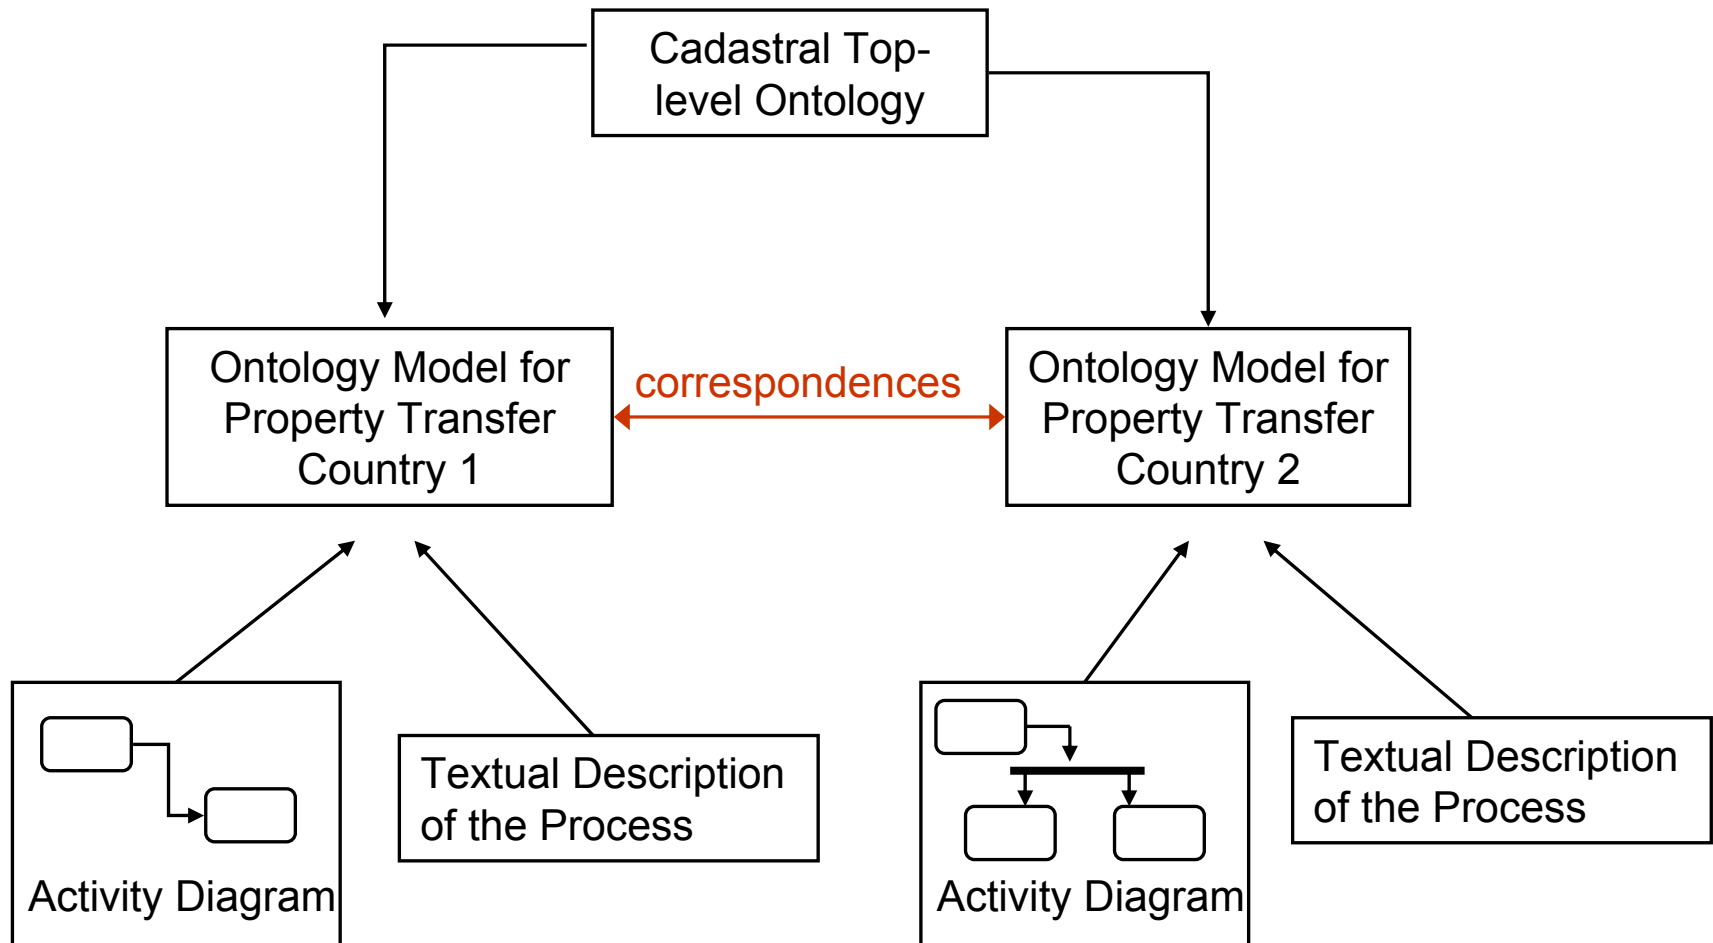 Cadastral Top-
level Ontology
Ontology Model for
Property Transfer
Country 1
correspondences
Ontology Model for
Property Transfer
Country 2
Activity Diagram
Textual Description
of the Process
Activity Diagram
Textual Description
of the Process